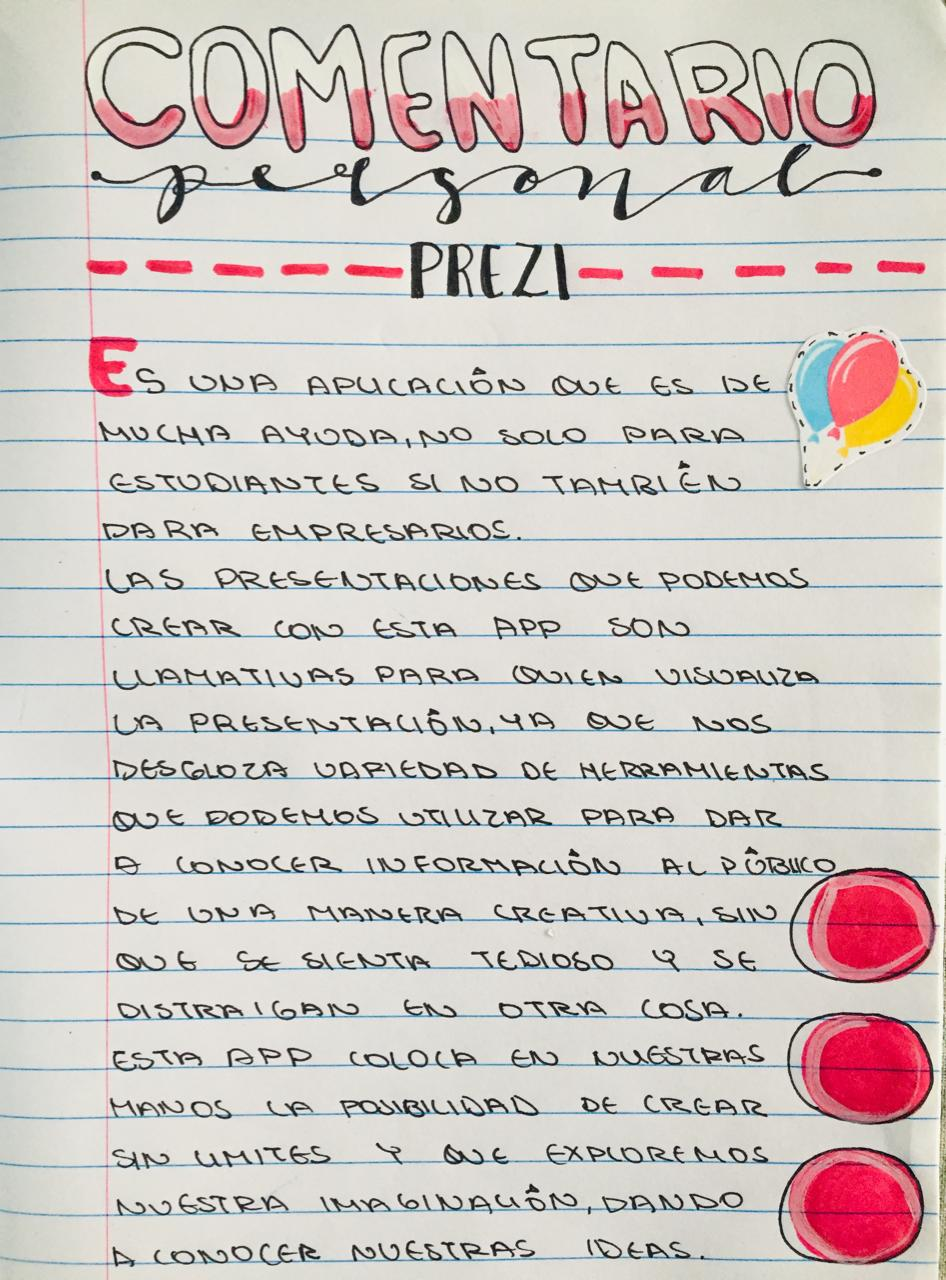 COMENTARIO
personal
PREZI
ES UNA APLICACIÓN QUE ES DE
MUCHA AYUDA, NO SOLO PARA
ESTUDIANTES SI NO TAMBIÉN
PARA EMPRESARIOS.
LAS PRESENTACIONES QUE PODEMOS
CREAR CON ESTA APP SON
LLAMATIVAS PARA QUIEN VISUALIZA
LA PRESENTACIÓN, YA QUE NOS
DESGLOZA VARIEDAD DE HERRAMIENTAS
QUE PODEMOS UTILIZAR PARA DAR
A CONOCER INFORMACIÓN AL PÚBLICO
DE UNA MANERA CREATIVA, SIN
QUE SE SIENTA TEDIOSO Y SE
DISTRAIGAN EN OTRA COSA.
ESTA APP COLOCA EN NUESTRAS
MANOS LA POSIBILIDAD DE CREAR
SIN LIMITES Y QUE EXPLOREMOS
NUESTRA IMAGINACIÓN, DANDO
A CONOCER NUESTRAS IDEAS.